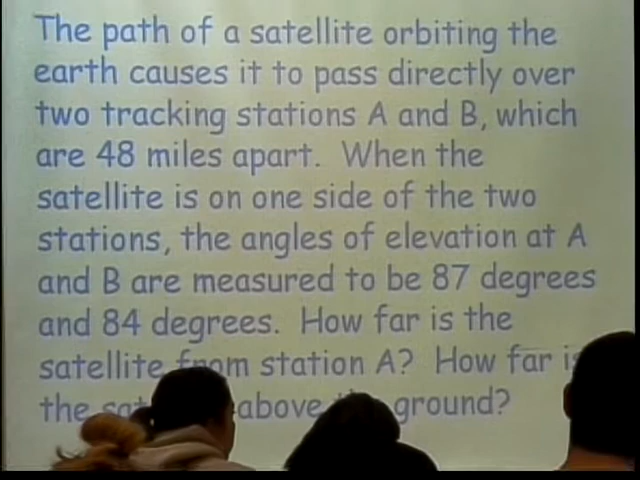 The path of a satellite orbiting the
earth causes it to pass directly over
two tracking stations A and B, which
are 48 miles apart. When the
satellite is on one side of the two
stations, the angles of elevation at A
and B are measured to be 87 degrees
and 84 degrees. How far is the
satellite from station A? How far is
the above the ground?